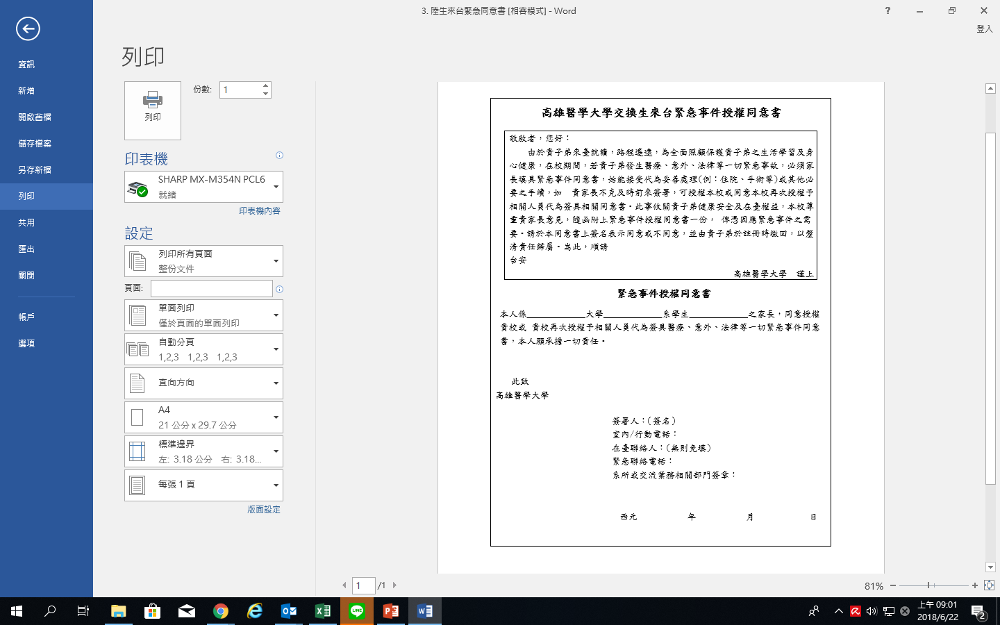 3. 陸生來台緊急同意書 [相容模式] - Word
?
登入
資訊
新增
開啟舊檔
儲存檔案
另存新檔
列印
共用
匯出
關閉
帳戶
選項
列印
列印
份數: 1
印表機
SHARP MX-M354N PCL6
就緒
印表機內容
設定
列印所有頁面
整份文件
頁面:
單面列印
僅於頁面的單面列印
自動分頁
1,2,3 1,2,3 1,2,3
直向方向
A4
21 公分 x 29.7 公分
標準邊界
左: 3.18 公分 右: 3.18...
每張 1 頁
版面設定
高雄醫學大學交換生來台緊急事件授權同意書
敬啟者，您好：
由於貴子弟來臺就讀，路程遙遠，為全面照顧保護貴子弟之生活學習及身
心健康，在校期間，若貴子弟發生醫療、意外、法律等一切緊急事故，必須家
長填具緊急事件同意書，始能接受代為妥善處理(例：住院、手術等)或其他必
要之手續，如 貴家長不克及時前來簽署，可授權本校或同意本校再次授權予
相關人員代為簽具相關同意書。此事攸關貴子弟健康安全及在臺權益，本校尊
重貴家長意見，隨函附上緊急事件授權同意書一份， 俾憑因應緊急事件之需
要。請於本同意書上簽名表示同意或不同意，並由貴子弟於註冊時繳回，以釐
清責任歸屬。耑此，順請
台安
高雄醫學大學 謹上
緊急事件授權同意書
本人係_____________大學_____________系學生_____________之家長，同意授權
貴校或 貴校再次授權予相關人員代為簽具醫療、意外、法律等一切緊急事件同意
書，本人願承擔一切責任。
此致
高雄醫學大學
簽署人：(簽名)
室內/行動電話：
在臺聯絡人：(無則免填)
緊急聯絡電話：
系所或交流業務相關部門簽章：
西元 年 月 日
1 /1
81%
LINE
上午 09:01
2018/6/22
2